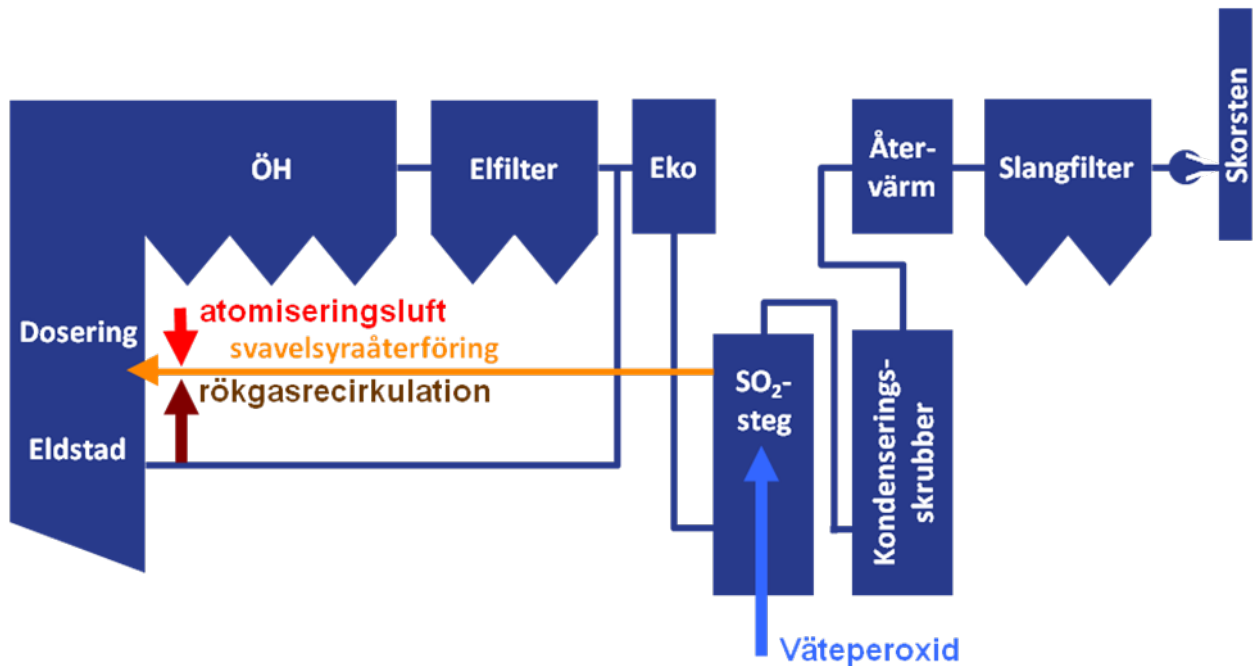 ÖH
Elfilter
Eko
Åter-
värm
Slangfilter
Skorsten
Dosering
atomiseringsluft
svavelsyraåterföring
rökgasrecirkulation
Eldstad
SO₂-
steg
Kondenserings-
skrubber
Väteperoxid